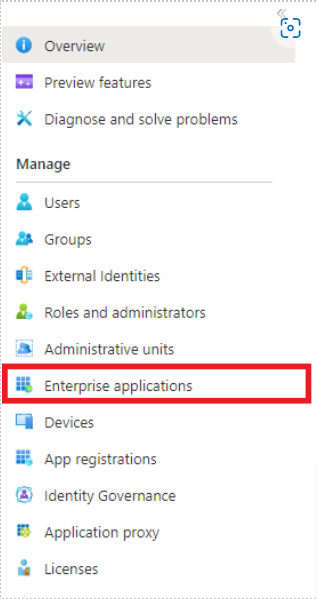 Overview
Preview features
Diagnose and solve problems
Manage
Users
Groups
External Identities
Roles and administrators
Administrative units
Enterprise applications
Devices
App registrations
Identity Governance
Application proxy
Licenses